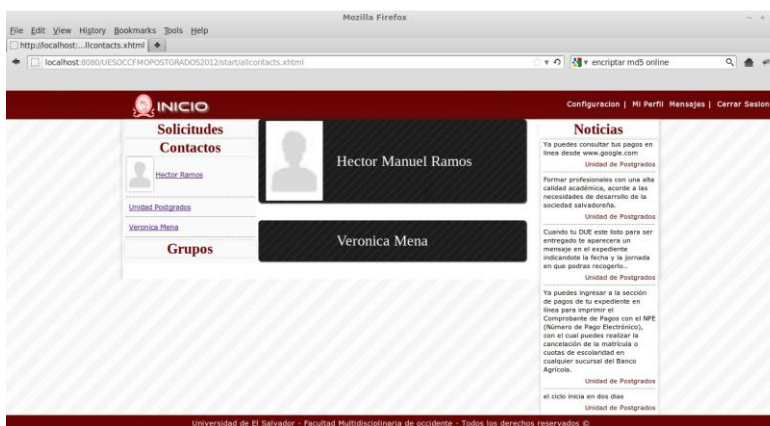 Mozilla Firefox
File Edit View History Bookmarks Tools Help
http://localhost:...llcontacts.xhtml
localhost:8080/UESOCCFMOPOSTGRADOS2012/start/allcontacts.xhtml
encriptar md5 online
INICIO
Configuracion | Mi Perfil Mensajes | Cerrar Sesion
Solicitudes
Contactos
Hector Ramos
Unidad Postgrados
Veronica Mena
Grupos
Hector Manuel Ramos
Veronica Mena
Noticias
Ya puedes consultar tus pagos en
linea desde www.google.com
Unidad de Postgrados
Formar profesionales con una alta
calidad académica, acorde a las
necesidades de desarrollo de la
sociedad salvadoreña.
Unidad de Postgrados
Cuando tu DUE este listo para ser
entregado te aparecera un
mensaje en el expediente
indicandote la fecha y la jornada
en que podras recogerlo...
Unidad de Postgrados
Ya puedes ingresar a la sección
de pagos de tu expediente en
línea para imprimir el
Comprobante de Pagos con el NPE
(Número de Pago Electrónico),
con el cual puedes realizar la
cancelación de la matrícula o
cuotas de escolaridad en
cualquier sucursal del Banco
Agrícola.
Unidad de Postgrados
el ciclo inicia en dos dias
Unidad de Postgrados
Universidad de El Salvador - Facultad Multidisciplinaria de occidente - Todos los derechos reservados ©